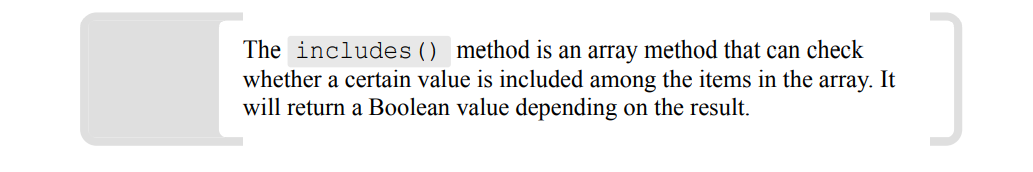 The includes() method is an array method that can check
whether a certain value is included among the items in the array. It
will return a Boolean value depending on the result.